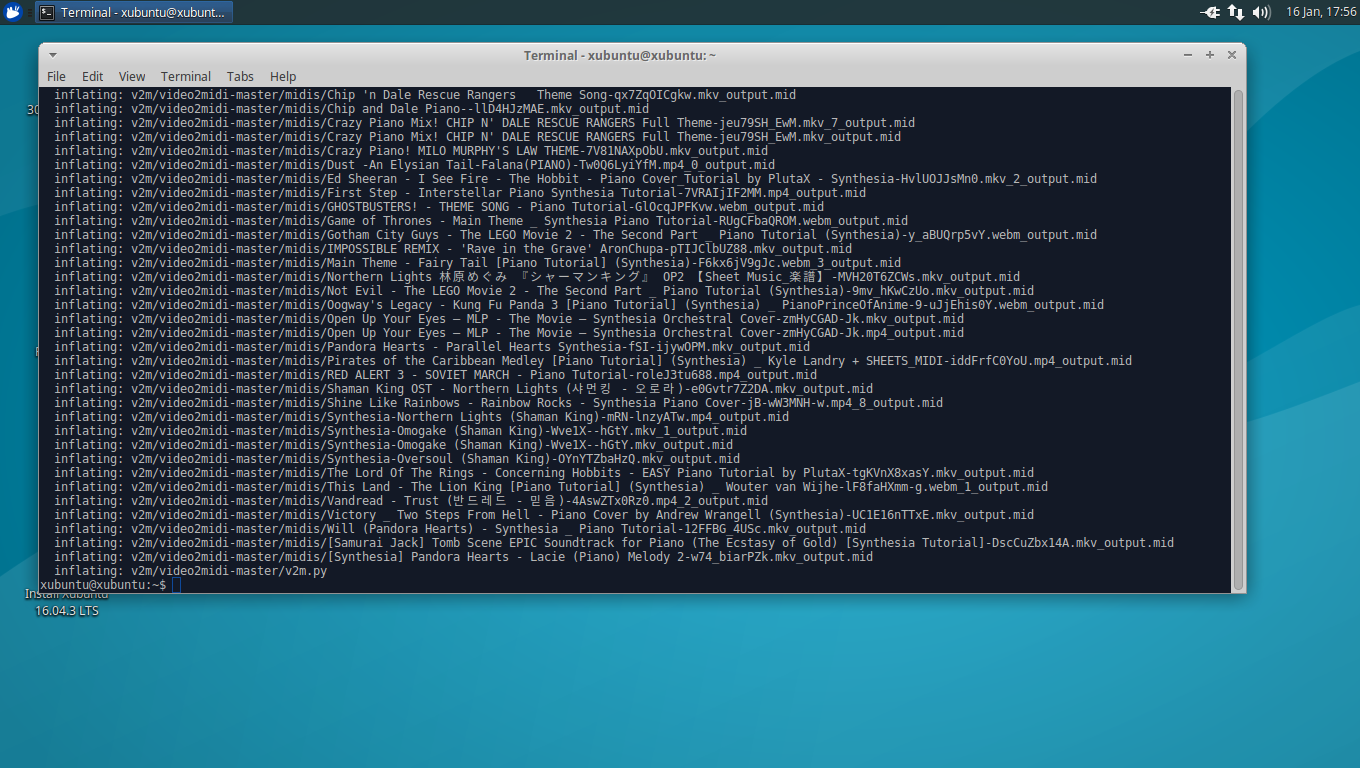 Terminal - xubuntu@xubunt...
16 Jan, 17:56
Terminal - xubuntu@xubuntu: ~
File Edit View Terminal Tabs Help
inflating: v2m/video2midi-master/midis/Chip 'n Dale Rescue Rangers   Theme Song-qx7ZqOICgkw.mkv_output.mid
inflating: v2m/video2midi-master/midis/Chip and Dale Piano--llD4HJzMAE.mkv_output.mid
inflating: v2m/video2midi-master/midis/Crazy Piano Mix! CHIP N' DALE RESCUE RANGERS Full Theme-jeu79SH_EwM.mkv_7_output.mid
inflating: v2m/video2midi-master/midis/Crazy Piano Mix! CHIP N' DALE RESCUE RANGERS Full Theme-jeu79SH_EwM.mkv_output.mid
inflating: v2m/video2midi-master/midis/Crazy Piano! MILO MURPHY'S LAW THEME-7V81NAXpObU.mkv_output.mid
inflating: v2m/video2midi-master/midis/Dust -An Elysian Tail-Falana(PIANO)-Tw0Q6LyiYfM.mp4_0_output.mid
inflating: v2m/video2midi-master/midis/Ed Sheeran - I See Fire - The Hobbit - Piano Cover_Tutorial by PlutaX - Synthesia-HvlUOJJsMn0.mkv_2_output.mid
inflating: v2m/video2midi-master/midis/First Step - Interstellar Piano Synthesia Tutorial-7VRAIjIF2MM.mp4_output.mid
inflating: v2m/video2midi-master/midis/GHOSTBUSTERS! - THEME SONG - Piano Tutorial-GlOcqJPFKvw.webm_output.mid
inflating: v2m/video2midi-master/midis/Game of Thrones - Main Theme _ Synthesia Piano Tutorial-RUgCFbaQROM.webm_output.mid
inflating: v2m/video2midi-master/midis/Gotham City Guys - The LEGO Movie 2 - The Second Part _ Piano Tutorial (Synthesia)-y_aBUQrp5vY.webm_output.mid
inflating: v2m/video2midi-master/midis/IMPOSSIBLE REMIX - 'Rave in the Grave' AronChupa-pTIJClbUZ88.mkv_output.mid
inflating: v2m/video2midi-master/midis/Main Theme - Fairy Tail [Piano Tutorial] (Synthesia)-F6kx6jV9gJc.webm_3_output.mid
inflating: v2m/video2midi-master/midis/Northern Lights 林原めぐみ 『シャーマンキング』 OP2 【Sheet Music_楽譜】-MVH20T6ZCWs.mkv_output.mid
inflating: v2m/video2midi-master/midis/Not Evil - The LEGO Movie 2 - The Second Part _ Piano Tutorial (Synthesia)-9mv_hKwCzUo.mkv_output.mid
inflating: v2m/video2midi-master/midis/Oogway's Legacy - Kung Fu Panda 3 [Piano Tutorial] (Synthesia) _ PianoPrinceOfAnime-9-uJjEhis0Y.webm_output.mid
inflating: v2m/video2midi-master/midis/Open Up Your Eyes – MLP - The Movie – Synthesia Orchestral Cover-zmHyCGAD-Jk.mkv_output.mid
inflating: v2m/video2midi-master/midis/Open Up Your Eyes – MLP - The Movie – Synthesia Orchestral Cover-zmHyCGAD-Jk.mp4_output.mid
inflating: v2m/video2midi-master/midis/Pandora Hearts - Parallel Hearts Synthesia-fSI-ijywOPM.mkv_output.mid
inflating: v2m/video2midi-master/midis/Pirates of the Caribbean Medley [Piano Tutorial] (Synthesia) _ Kyle Landry + SHEETS_MIDI-iddFrfC0YoU.mp4_output.mid
inflating: v2m/video2midi-master/midis/RED ALERT 3 - SOVIET MARCH - Piano Tutorial-roleJ3tu688.mp4_output.mid
inflating: v2m/video2midi-master/midis/Shaman King OST - Northern Lights (샤먼킹 - 오로라)-e0Gvtr7Z2DA.mkv_output.mid
inflating: v2m/video2midi-master/midis/Shine Like Rainbows - Rainbow Rocks - Synthesia Piano Cover-jB-wW3MNH-w.mp4_8_output.mid
inflating: v2m/video2midi-master/midis/Synthesia-Northern Lights (Shaman King)-mRN-lnzyATw.mp4_output.mid
inflating: v2m/video2midi-master/midis/Synthesia-Omogake (Shaman King)-Wve1X--hGtY.mkv_1_output.mid
inflating: v2m/video2midi-master/midis/Synthesia-Omogake (Shaman King)-Wve1X--hGtY.mkv_output.mid
inflating: v2m/video2midi-master/midis/Synthesia-Oversoul (Shaman King)-OYnYTZbaHzQ.mkv_output.mid
inflating: v2m/video2midi-master/midis/The Lord Of The Rings - Concerning Hobbits - EASY Piano Tutorial by PlutaX-tgKVnX8xasY.mkv_output.mid
inflating: v2m/video2midi-master/midis/This Land - The Lion King [Piano Tutorial] (Synthesia) _ Wouter van Wijhe-lF8faHXmm-g.webm_1_output.mid
inflating: v2m/video2midi-master/midis/Vandread - Trust (반드레드 - 믿음)-4AswZTx0Rz0.mp4_2_output.mid
inflating: v2m/video2midi-master/midis/Victory _ Two Steps From Hell - Piano Cover by Andrew Wrangell (Synthesia)-UC1E16nTTxE.mkv_output.mid
inflating: v2m/video2midi-master/midis/Will (Pandora Hearts) - Synthesia _ Piano Tutorial-12FFBG_4USc.mkv_output.mid
inflating: v2m/video2midi-master/midis/[Samurai Jack] Tomb Scene EPIC Soundtrack for Piano (The Ecstasy of Gold) [Synthesia Tutorial]-DscCuZbx14A.mkv_output.mid
inflating: v2m/video2midi-master/midis/[Synthesia] Pandora Hearts - Lacie (Piano) Melody 2-w74_biarPZk.mkv_output.mid
inflating: v2m/video2midi-master/v2m.py
xubuntu@xubuntu:~$
Install Xubuntu
16.04.3 LTS